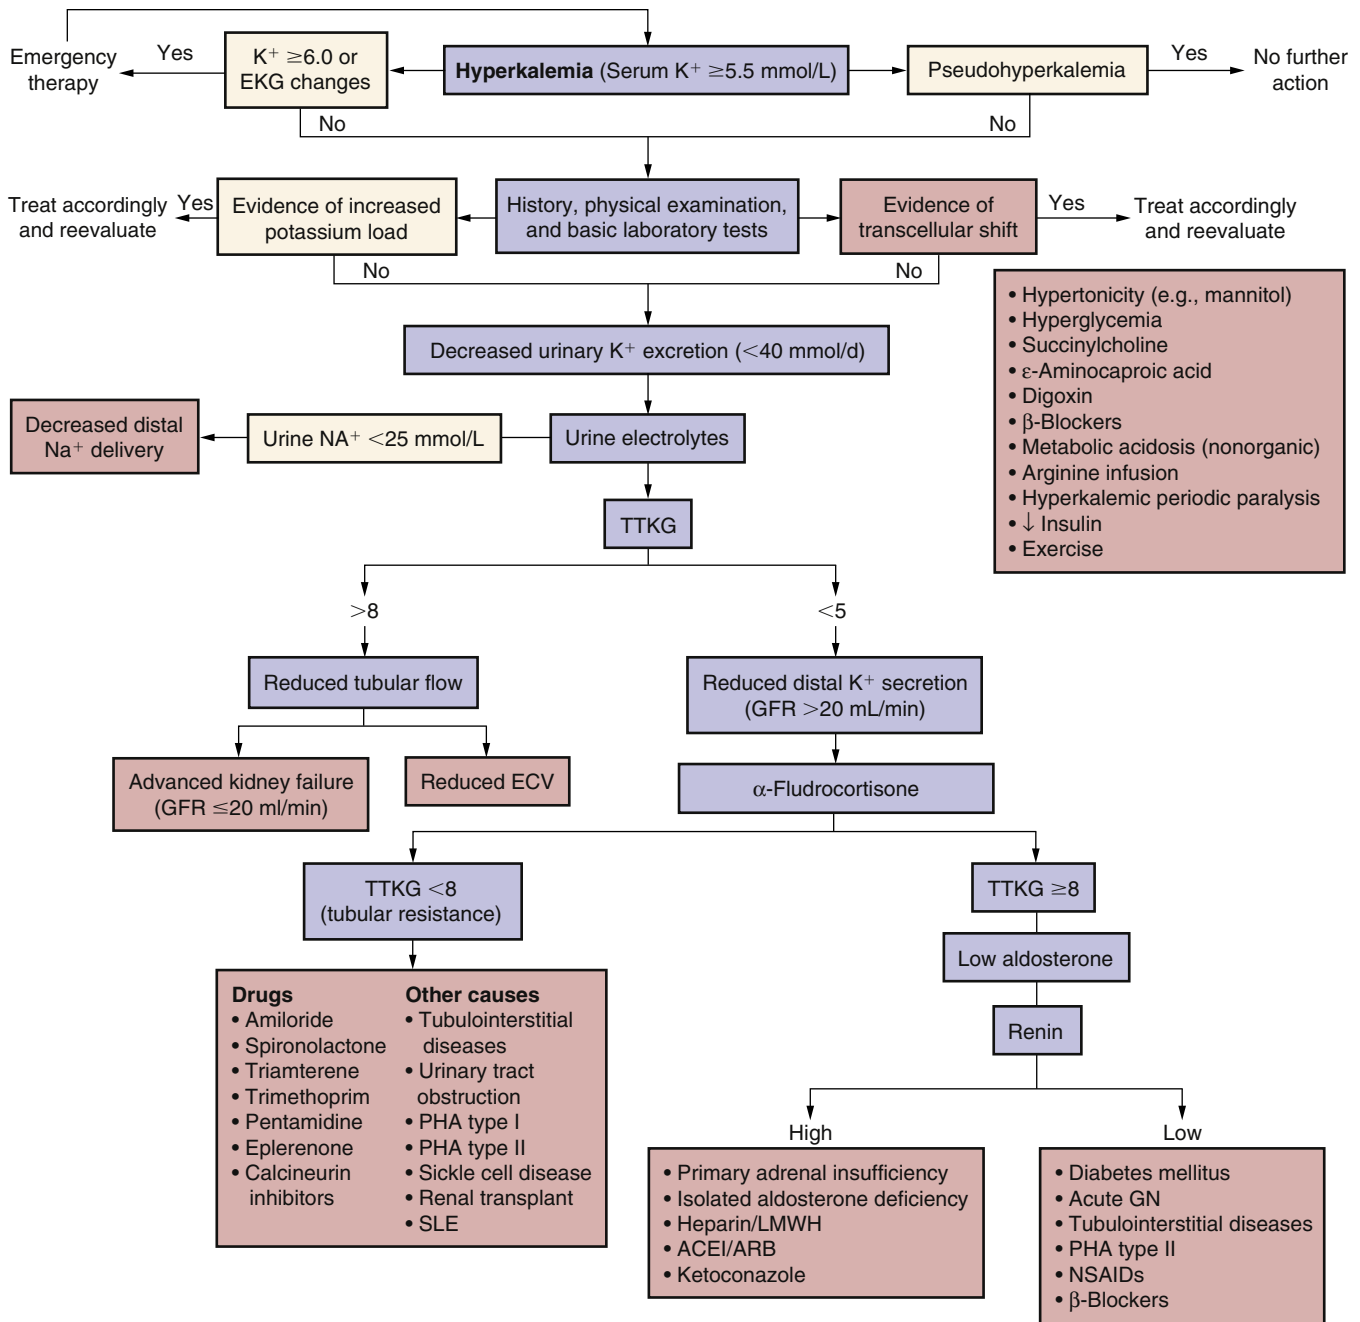 Emergency
therapy
Yes
K+ ≥6.0 or
EKG changes
Hyperkalemia (Serum K+ ≥5.5 mmol/L)
Pseudohyperkalemia
Yes
No further
action
No
No
Treat accordingly
and reevaluate
Yes
Evidence of increased
potassium load
History, physical examination,
and basic laboratory tests
Evidence of
transcellular shift
Yes
Treat accordingly
and reevaluate
No
No
• Hypertonicity (e.g., mannitol)
• Hyperglycemia
• Succinylcholine
• ε-Aminocaproic acid
• Digoxin
• β-Blockers
• Metabolic acidosis (nonorganic)
• Arginine infusion
• Hyperkalemic periodic paralysis
• ↓ Insulin
• Exercise
Decreased urinary K+ excretion (<40 mmol/d)
Decreased distal
Na+ delivery
Urine NA+ <25 mmol/L
Urine electrolytes
TTKG
>8
<5
Reduced tubular flow
Reduced distal K+ secretion
(GFR >20 mL/min)
Advanced kidney failure
(GFR ≤20 ml/min)
Reduced ECV
α-Fludrocortisone
TTKG <8
(tubular resistance)
TTKG ≥8
Low aldosterone
Renin
Drugs
• Amiloride
• Spironolactone
• Triamterene
• Trimethoprim
• Pentamidine
• Eplerenone
• Calcineurin
inhibitors
Other causes
• Tubulointerstitial
diseases
• Urinary tract
obstruction
• PHA type I
• PHA type II
• Sickle cell disease
• Renal transplant
• SLE
High
Low
• Primary adrenal insufficiency
• Isolated aldosterone deficiency
• Heparin/LMWH
• ACEI/ARB
• Ketoconazole
• Diabetes mellitus
• Acute GN
• Tubulointerstitial diseases
• PHA type II
• NSAIDs
• β-Blockers